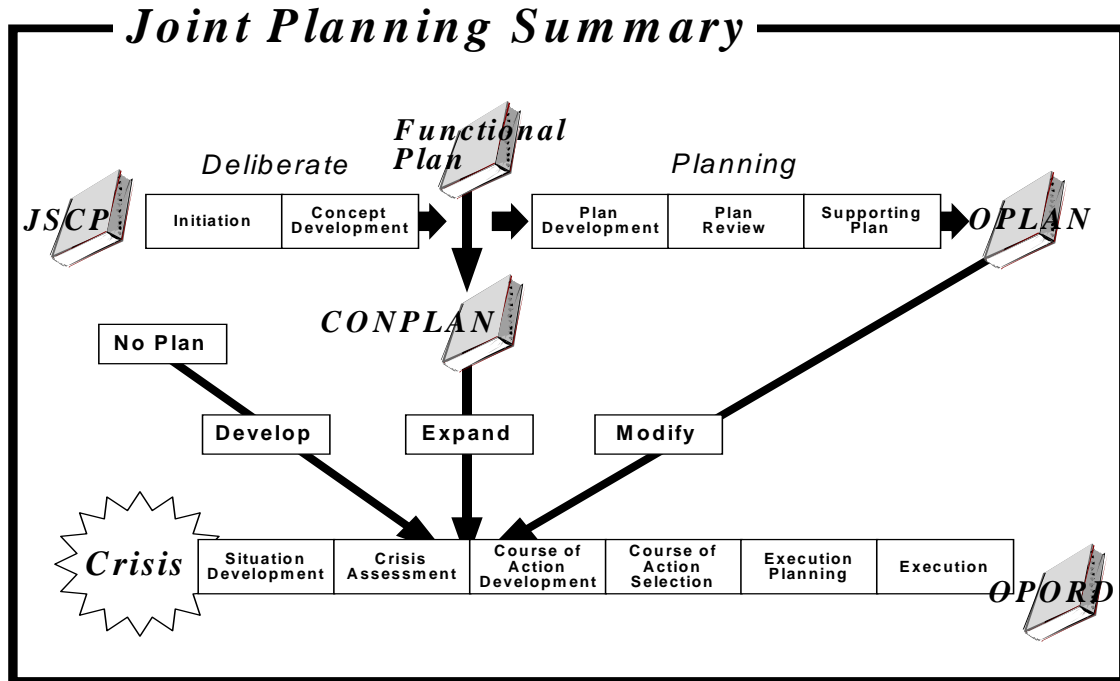 Joint Planning Summary
Functional
Plan
Deliberate
Planning
JSCP
Initiation
Concept
Development
Plan
Development
Plan
Review
Supporting
Plan
OPLAN
CONPLAN
No Plan
Develop
Expand
Modify
Crisis
Situation
Development
Crisis
Assessment
Course of
Action
Development
Course of
Action
Selection
Execution
Planning
Execution
OPORD